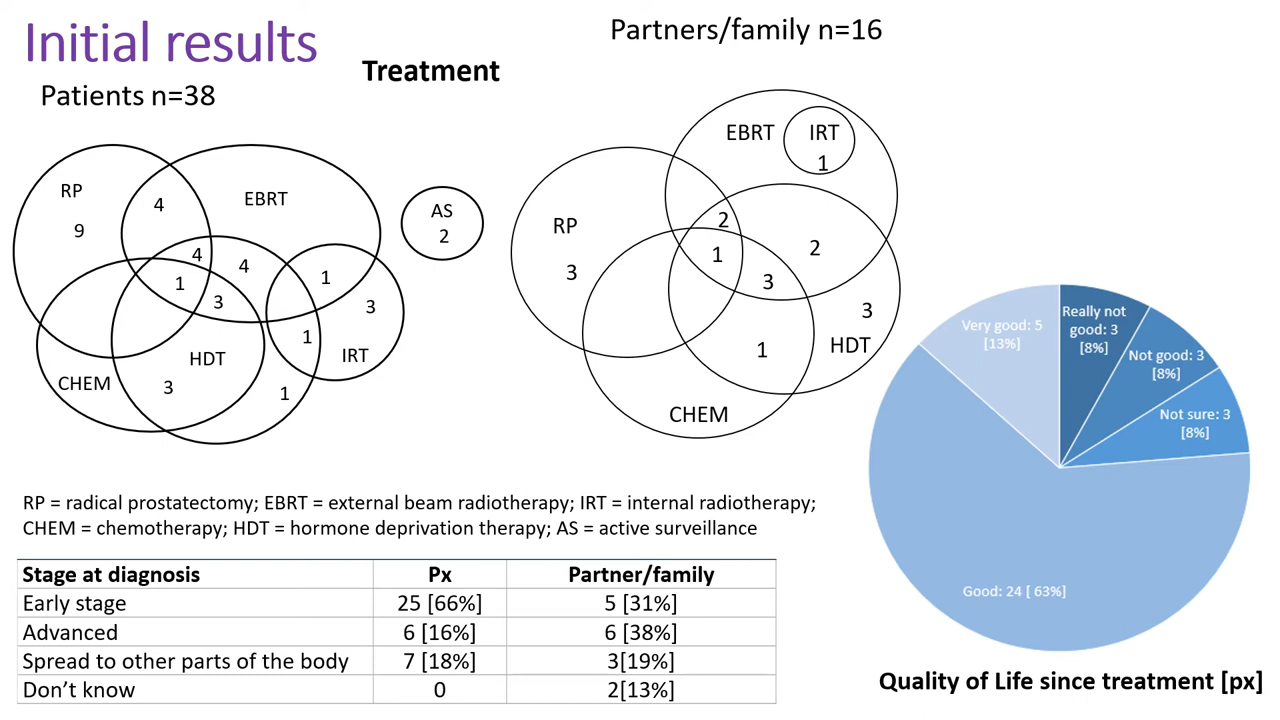 Initial results
Partners/family n=16
Treatment
Patients n=38
RP
9
4
EBRT
4
4
1
3
1
3
1
IRT
HDT
CHEM
3
1
AS
2
EBRT
IRT
1
RP
3
2
1
2
3
3
HDT
1
CHEM
Very good: 5
[13%]
Really not
good: 3
[8%]
Not good: 3
[8%]
Not sure: 3
[8%]
Good: 24 [ 63%]
Quality of Life since treatment [px]
RP = radical prostatectomy; EBRT = external beam radiotherapy; IRT = internal radiotherapy;
CHEM = chemotherapy; HDT = hormone deprivation therapy; AS = active surveillance
Stage at diagnosis Px Partner/family
Early stage 25 [66%] 5 [31%]
Advanced 6 [16%] 6 [38%]
Spread to other parts of the body 7 [18%] 3[19%]
Don’t know 0 2[13%]